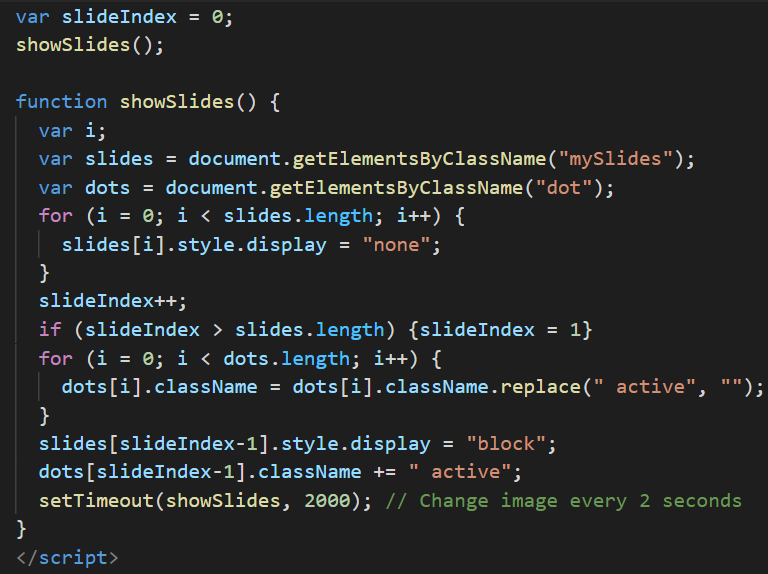 var slideIndex = 0;
showSlides();

function showSlides() {
  var i;
  var slides = document.getElementsByClassName("mySlides");
  var dots = document.getElementsByClassName("dot");
  for (i = 0; i < slides.length; i++) {
    slides[i].style.display = "none";
  }
  slideIndex++;
  if (slideIndex > slides.length) {slideIndex = 1}
  for (i = 0; i < dots.length; i++) {
    dots[i].className = dots[i].className.replace(" active", "");
  }
  slides[slideIndex-1].style.display = "block";
  dots[slideIndex-1].className += " active";
  setTimeout(showSlides, 2000); // Change image every 2 seconds
}
</script>